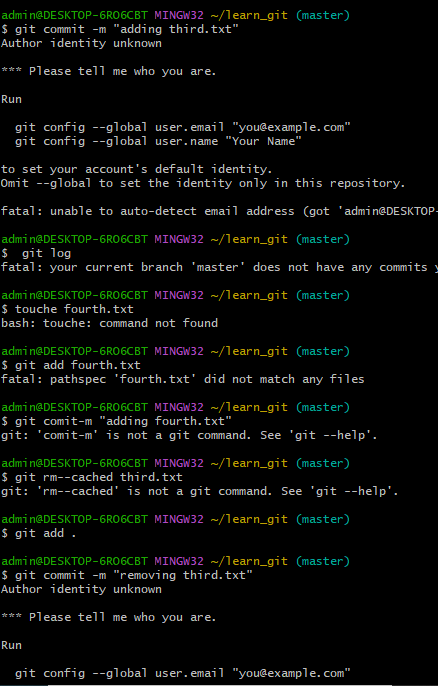 admin@DESKTOP-6RO6CBT MINGW32 ~/learn_git (master)
$ git commit -m "adding third.txt"
Author identity unknown
*** Please tell me who you are.
Run
git config --global user.email "you@example.com"
git config --global user.name "Your Name"
to set your account's default identity.
Omit --global to set the identity only in this repository.
fatal: unable to auto-detect email address (got 'admin@DESKTOP-
admin@DESKTOP-6RO6CBT MINGW32 ~/learn_git (master)
$  git log
fatal: your current branch 'master' does not have any commits y
admin@DESKTOP-6RO6CBT MINGW32 ~/learn_git (master)
$ touche fourth.txt
bash: touche: command not found
admin@DESKTOP-6RO6CBT MINGW32 ~/learn_git (master)
$ git add fourth.txt
fatal: pathspec 'fourth.txt' did not match any files
admin@DESKTOP-6RO6CBT MINGW32 ~/learn_git (master)
$ git comit-m "adding fourth.txt"
git: 'comit-m' is not a git command. See 'git --help'.
admin@DESKTOP-6RO6CBT MINGW32 ~/learn_git (master)
$ git rm--cached third.txt
git: 'rm--cached' is not a git command. See 'git --help'.
admin@DESKTOP-6RO6CBT MINGW32 ~/learn_git (master)
$ git add .
admin@DESKTOP-6RO6CBT MINGW32 ~/learn_git (master)
$ git commit -m "removing third.txt"
Author identity unknown
*** Please tell me who you are.
Run
git config --global user.email "you@example.com"